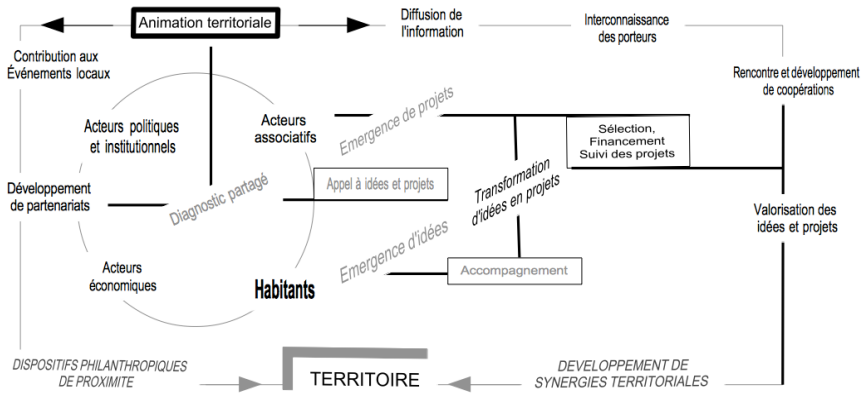 Animation territoriale
Diffusion de
l'information
Interconnaissance
des porteurs
Contribution aux
Événements locaux
Rencontre et développement
de coopérations
Acteurs politiques
et institutionnels
Acteurs
associatifs
Emergence de projets
Sélection,
Financement
Suivi des projets
Développement
de partenariats
Diagnostic partagé
Appel à idées et projets
Transformation
d'idées en projets
Valorisation des
idées et projets
Emergence d'idées
Acteurs
économiques
Habitants
Accompagnement
DISPOSITIFS PHILANTHROPIQUES
DE PROXIMITE
TERRITOIRE
DEVELOPPEMENT DE
SYNERGIES TERRITORIALES